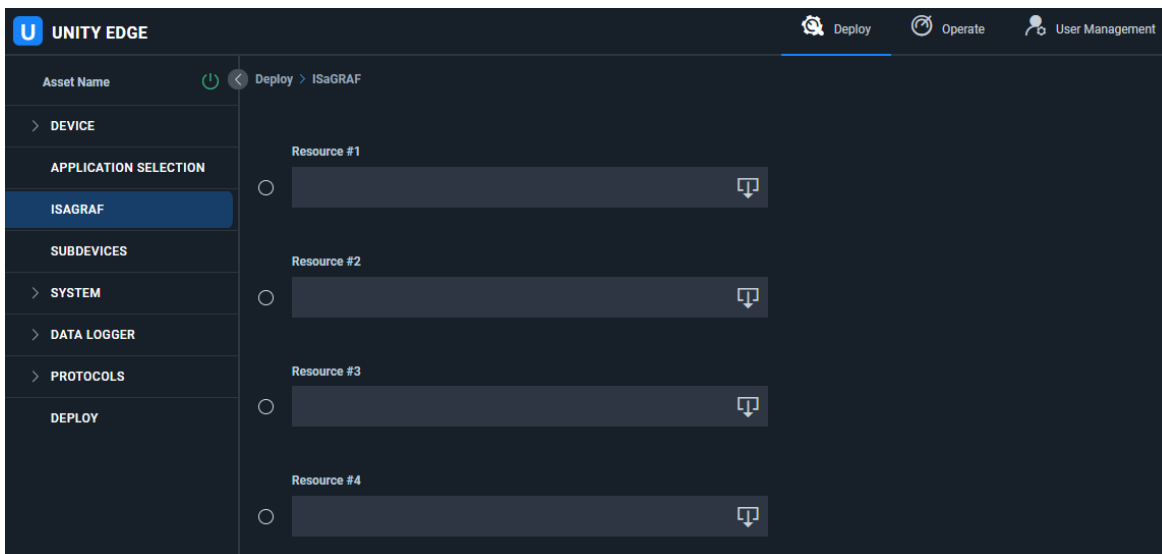 U UNITY EDGE
Deploy
Operate
User Management
Asset Name
Deploy > ISaGRAF
DEVICE
APPLICATION SELECTION
ISAGRAF
SUBDEVICES
SYSTEM
DATA LOGGER
PROTOCOLS
DEPLOY
Resource #1
Resource #2
Resource #3
Resource #4